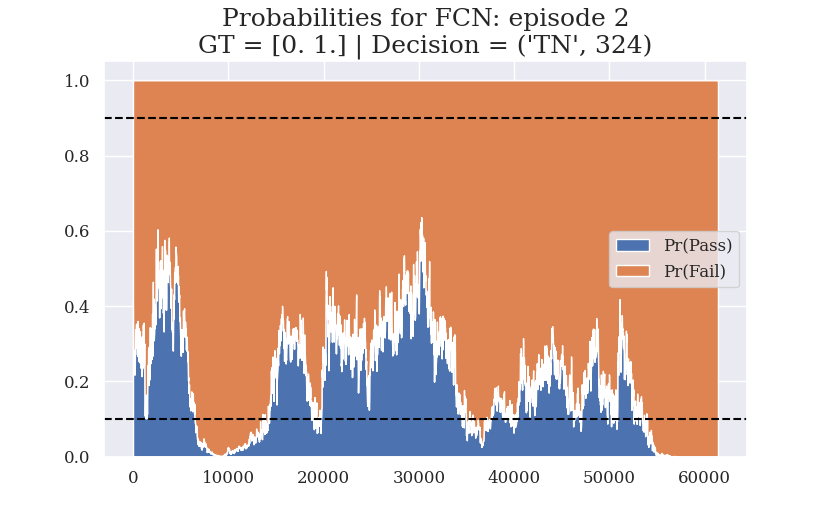 Probabilities for FCN: episode 2
GT = [0. 1.] | Decision = ('TN', 324)
1.0
0.8
0.6
0.4
0.2
0.0
Pr(Pass)
Pr(Fail)
0 10000 20000 30000 40000 50000 60000